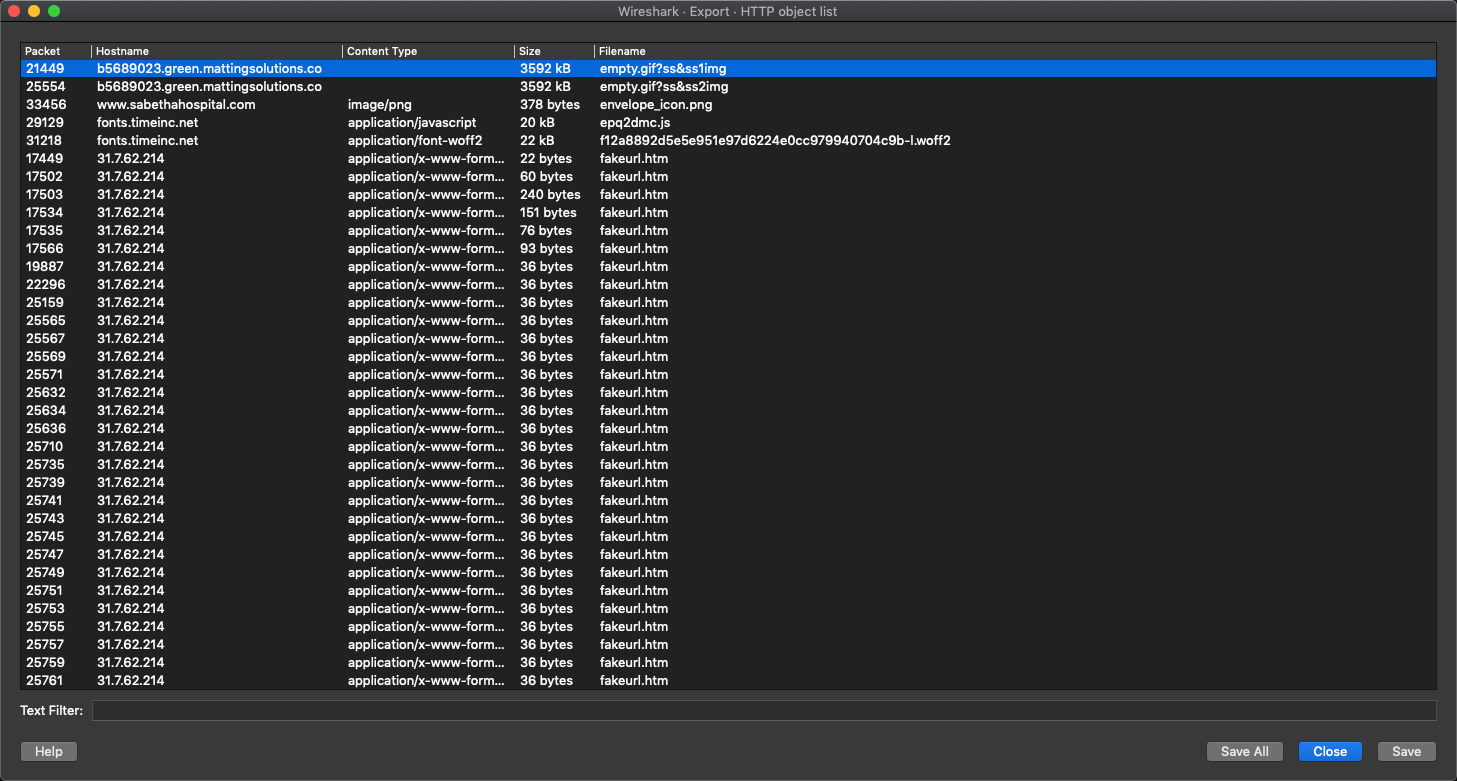 Wireshark · Export · HTTP object list
Packet Hostname Content Type Size Filename
21449 b5689023.green.mattingsolutions.co 3592 kB empty.gif?ss&ss1img
25554 b5689023.green.mattingsolutions.co 3592 kB empty.gif?ss&ss2img
33456 www.sabethahospital.com image/png 378 bytes envelope_icon.png
29129 fonts.timeinc.net application/javascript 20 kB epq2dmc.js
31218 fonts.timeinc.net application/font-woff2 22 kB f12a8892d5e5e951e97d6224e0cc979940704c9b-l.woff2
17449 31.7.62.214 application/x-www-form... 22 bytes fakeurl.htm
17502 31.7.62.214 application/x-www-form... 60 bytes fakeurl.htm
17503 31.7.62.214 application/x-www-form... 240 bytes fakeurl.htm
17534 31.7.62.214 application/x-www-form... 151 bytes fakeurl.htm
17535 31.7.62.214 application/x-www-form... 76 bytes fakeurl.htm
17566 31.7.62.214 application/x-www-form... 93 bytes fakeurl.htm
19887 31.7.62.214 application/x-www-form... 36 bytes fakeurl.htm
22296 31.7.62.214 application/x-www-form... 36 bytes fakeurl.htm
25159 31.7.62.214 application/x-www-form... 36 bytes fakeurl.htm
25565 31.7.62.214 application/x-www-form... 36 bytes fakeurl.htm
25567 31.7.62.214 application/x-www-form... 36 bytes fakeurl.htm
25569 31.7.62.214 application/x-www-form... 36 bytes fakeurl.htm
25571 31.7.62.214 application/x-www-form... 36 bytes fakeurl.htm
25632 31.7.62.214 application/x-www-form... 36 bytes fakeurl.htm
25634 31.7.62.214 application/x-www-form... 36 bytes fakeurl.htm
25636 31.7.62.214 application/x-www-form... 36 bytes fakeurl.htm
25710 31.7.62.214 application/x-www-form... 36 bytes fakeurl.htm
25735 31.7.62.214 application/x-www-form... 36 bytes fakeurl.htm
25739 31.7.62.214 application/x-www-form... 36 bytes fakeurl.htm
25741 31.7.62.214 application/x-www-form... 36 bytes fakeurl.htm
25743 31.7.62.214 application/x-www-form... 36 bytes fakeurl.htm
25745 31.7.62.214 application/x-www-form... 36 bytes fakeurl.htm
25747 31.7.62.214 application/x-www-form... 36 bytes fakeurl.htm
25749 31.7.62.214 application/x-www-form... 36 bytes fakeurl.htm
25751 31.7.62.214 application/x-www-form... 36 bytes fakeurl.htm
25753 31.7.62.214 application/x-www-form... 36 bytes fakeurl.htm
25755 31.7.62.214 application/x-www-form... 36 bytes fakeurl.htm
25757 31.7.62.214 application/x-www-form... 36 bytes fakeurl.htm
25759 31.7.62.214 application/x-www-form... 36 bytes fakeurl.htm
25761 31.7.62.214 application/x-www-form... 36 bytes fakeurl.htm
Text Filter:
Help Save All Close Save